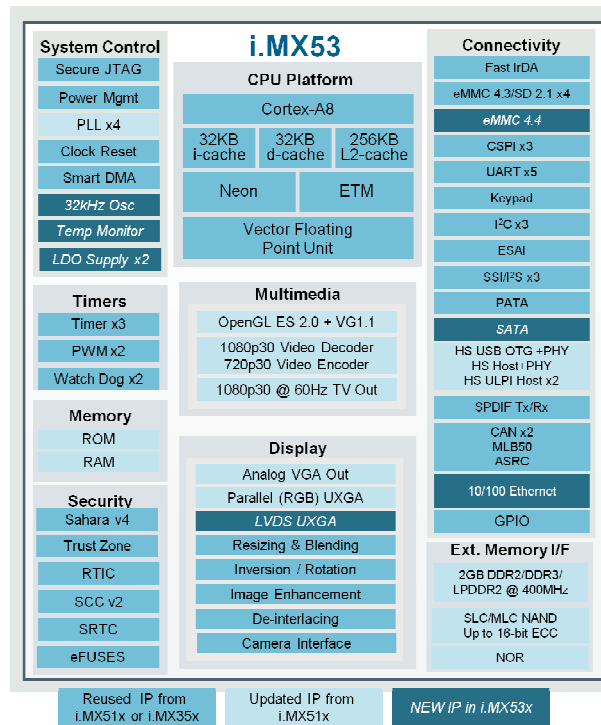 i.MX53
System Control
Secure JTAG
Power Mgmt
PLL x4
Clock Reset
Smart DMA
32kHz Osc
Temp Monitor
LDO Supply x2
Timers
Timer x3
PWM x2
Watch Dog x2
Memory
ROM
RAM
Security
Sahara v4
Trust Zone
RTIC
SCC v2
SRTC
eFUSES
CPU Platform
Cortex-A8
32KB
i-cache
32KB
d-cache
256KB
L2-cache
Neon
ETM
Vector Floating
Point Unit
Multimedia
OpenGL ES 2.0 + VG1.1
1080p30 Video Decoder
720p30 Video Encoder
1080p30 @ 60Hz TV Out
Display
Analog VGA Out
Parallel (RGB) UXGA
LVDS UXGA
Resizing & Blending
Inversion / Rotation
Image Enhancement
De-interlacing
Camera Interface
Connectivity
Fast IrDA
eMMC 4.3/SD 2.1 x4
eMMC 4.4
CSPI x3
UART x5
Keypad
I²C x3
ESAI
SSI/I²S x3
PATA
SATA
HS USB OTG +PHY
HS Host+PHY
HS ULPI Host x2
SPDIF Tx/Rx
CAN x2
MLB50
ASRC
10/100 Ethernet
GPIO
Ext. Memory I/F
2GB DDR2/DDR3/
LPDDR2 @ 400MHz
SLC/MLC NAND
Up to 16-bit ECC
NOR
Reused IP from
i.MX51x or i.MX35x
Updated IP from
i.MX51x
NEW IP in i.MX53x